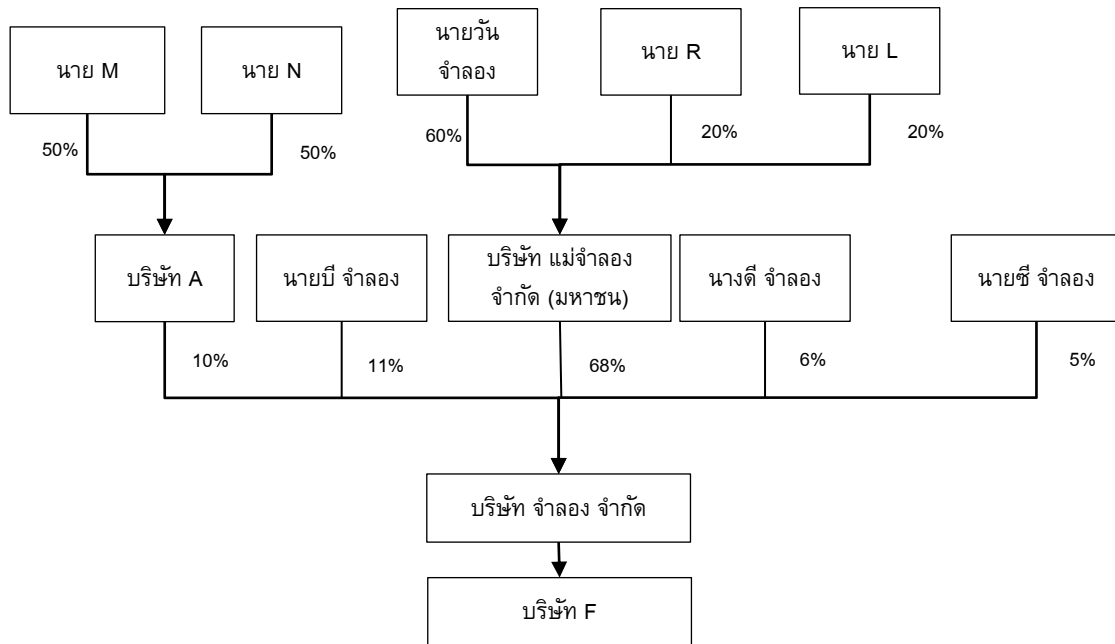 นาย M
นาย N
นายวัน
จำลอง
นาย R
นาย L
50%
50%
60%
20%
20%
บริษัท A
นายบี จำลอง
บริษัท แม่จำลอง
จำกัด (มหาชน)
นางดี จำลอง
นายซี จำลอง
10%
11%
68%
6%
5%
บริษัท จำลอง จำกัด
บริษัท F